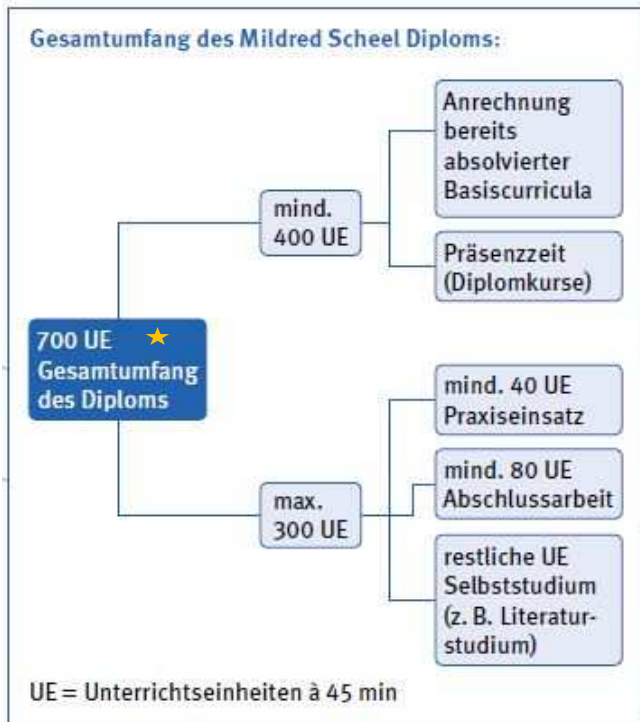 Gesamtumfang des Mildred Scheel Diploms:
Anrechnung
bereits
absolvierter
Basiscurricula
mind.
400 UE
Präsenzzeit
(Diplomkurse)
700 UE
Gesamtumfang
des Diploms
mind. 40 UE
Praxiseinsatz
max.
300 UE
mind. 80 UE
Abschlussarbeit
restliche UE
Selbststudium
(z. B. Literatur-
studium)
UE = Unterrichtseinheiten à 45 min